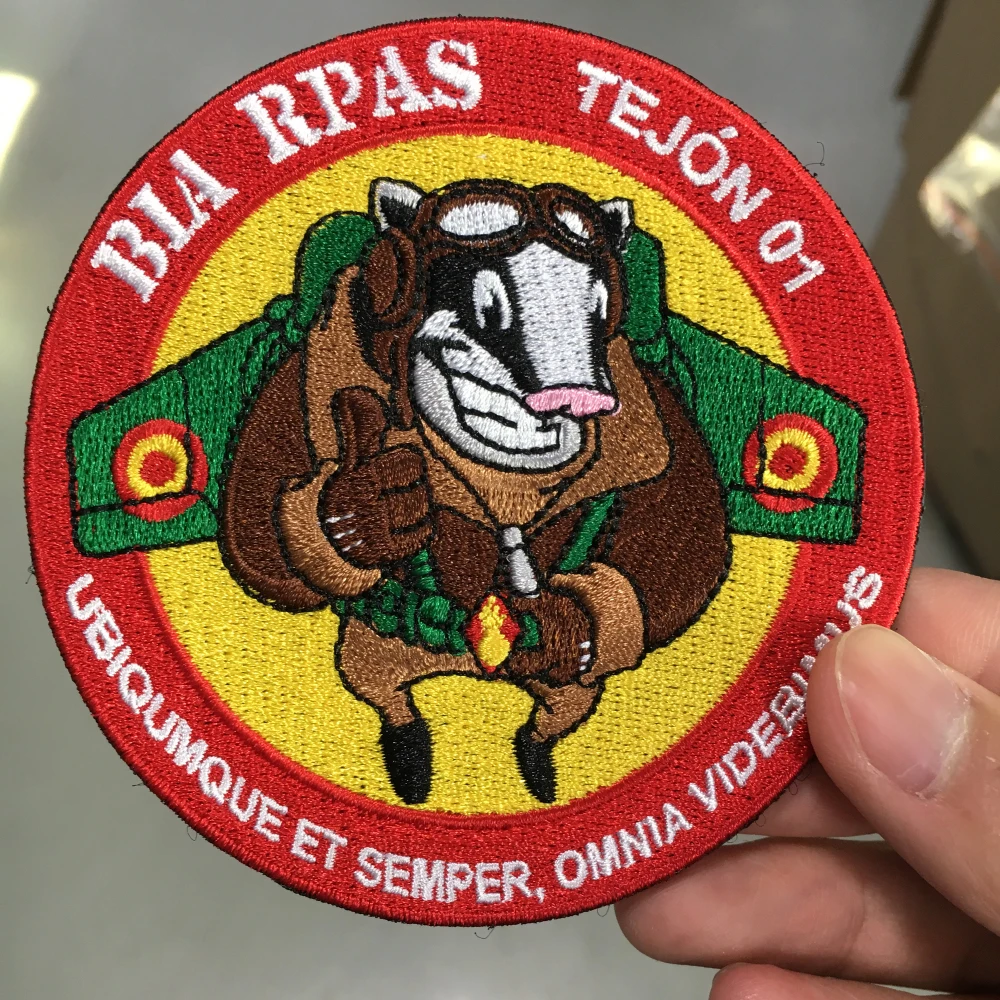 BIA RPAS TEJÓN 01
UBIQUMQUE ET SEMPER, OMNIA VIDEBIMUS